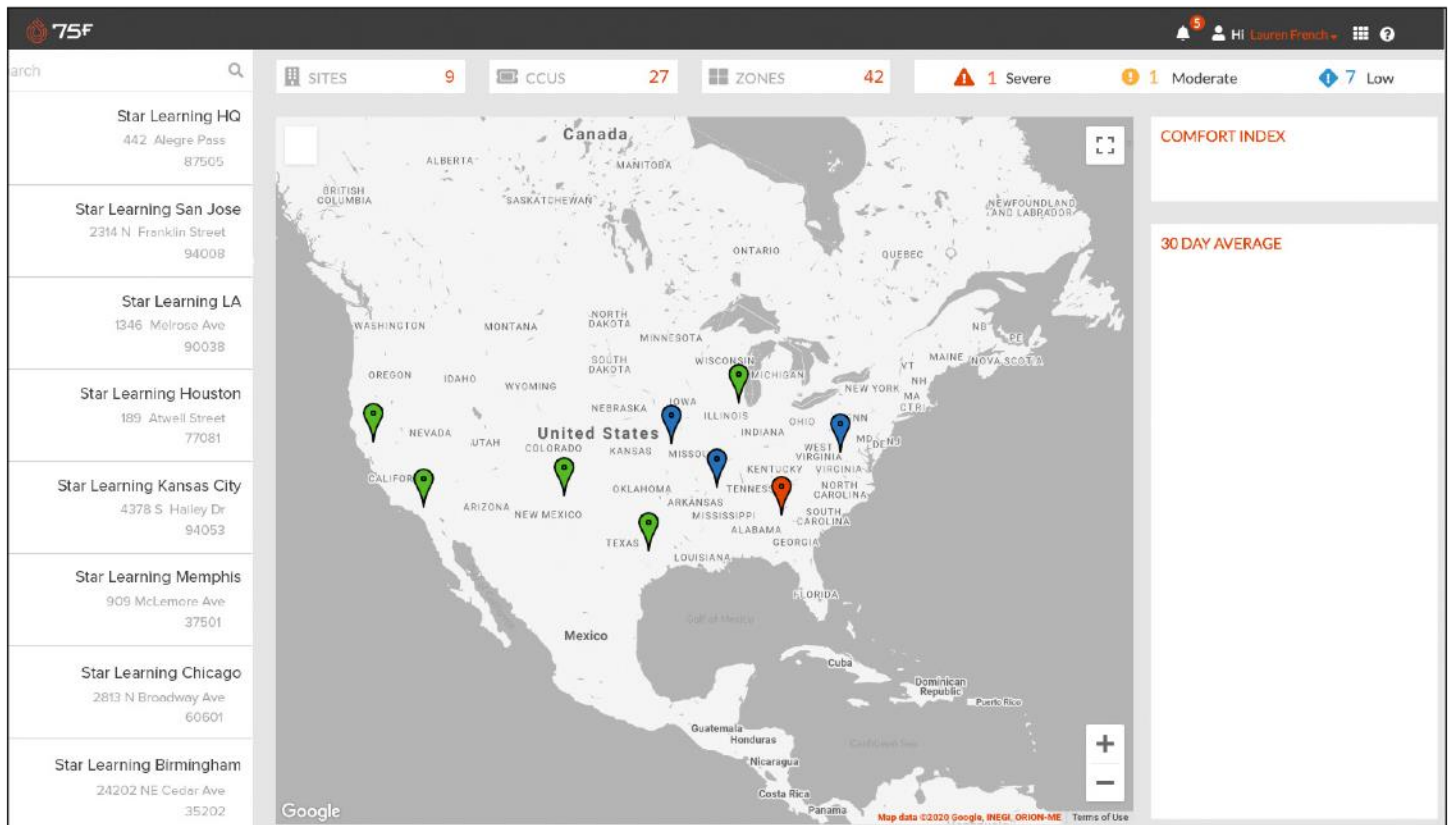 75F
5
Hi Lauren French
arch
SITES 9
CCUS 27
ZONES 42
1 Severe
1 Moderate
7 Low
Star Learning HQ
442 Alegre Pass
87505
Star Learning San Jose
2314 N Franklin Street
94008
Star Learning LA
1346 Melrose Ave
90038
Star Learning Houston
189 Atwell Street
77081
Star Learning Kansas City
4378 S Hailey Dr
94053
Star Learning Memphis
909 McLemore Ave
37501
Star Learning Chicago
2813 N Broadway Ave
60601
Star Learning Birmingham
24202 NE Cedar Ave
35202
Canada
ALBERTA
MANITOBA
BRITISH
COLUMBIA
SASKATCHEWAN
NEWFOUNDLAND
AND LABRADOR
ONTARIO
QUEBEC
WASHINGTON
MONTANA
NORTH
DAKOTA
MINNESOTA
NB
PE
SOUTH
DAKOTA
WISCONSIN
MICHIGAN
VT
MAINE
NOVA SCOTIA
OREGON
IDAHO
WYOMING
NEW YORK
NH
MA
CT RI
NEBRASKA
IOWA
ILLINOIS
INDIANA
OHIO
NN
NEVADA
UTAH
United States
COLORADO
KANSAS
MISSOU
WEST
VIRGINIA
MD
DE
NJ
KENTUCKY
VIRGINIA
CALIFOR
OKLAHOMA
TENNES
NORTH
CAROLINA
ARIZONA
NEW MEXICO
ARKANSAS
MISSISSIPPI
SOUTH
CAROLINA
ALABAMA
TEXAS
GEORGIA
LOUISIANA
FLORIDA
Gulf of Mexico
Mexico
Cuba
Dominican
Republic
Puerto Rico
Guatemala
Honduras
Caribbean Sea
Nicaragua
Costa Rica
Panama
Google
Map data ©2020 Google, INEGI, ORION-ME
Terms of Use
COMFORT INDEX
30 DAY AVERAGE